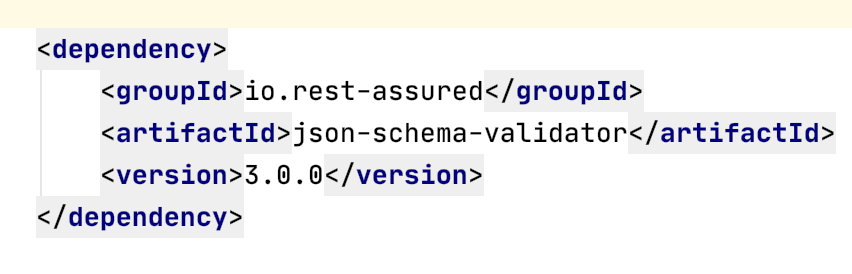 <dependency>
<groupId>io.rest-assured</groupId>
<artifactId>json-schema-validator</artifactId>
<version>3.0.0</version>
</dependency>